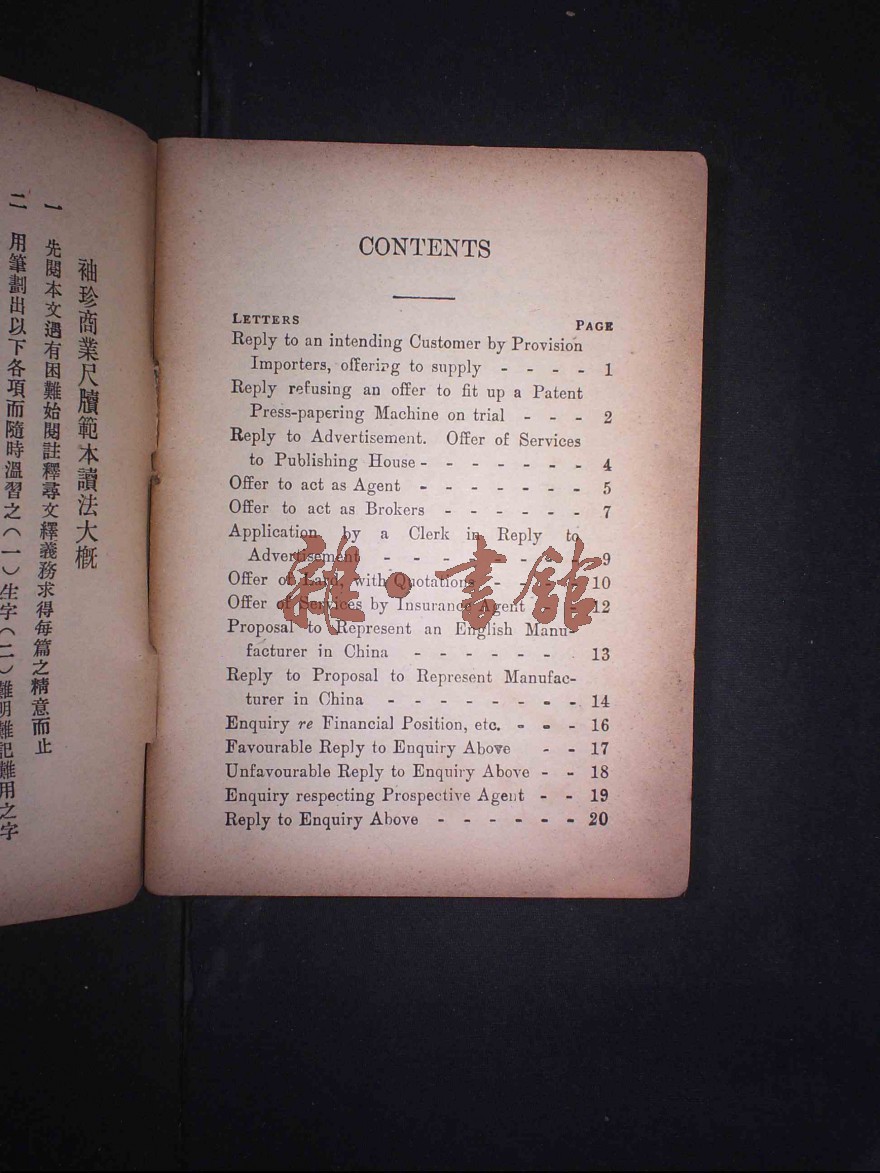 袖珍商業尺牘範本讀法大概
一 先閱本文遇有困難始閱註釋尋文繹義務求得每篇之精意而止
二 用筆劃出以下各項而隨時溫習之(一)生字(二)難明難記難用之字
CONTENTS
LETTERS PAGE
Reply to an intending Customer by Provision
Importers, offering to supply - - - - 1
Reply refusing an offer to fit up a Patent
Press-papering Machine on trial - - - 2
Reply to Advertisement. Offer of Services
to Publishing House - - - - - - - 4
Offer to act as Agent - - - - - - - 5
Offer to act as Brokers - - - - - - 7
Application by a Clerk in Reply to
Advertisement - - - - - - - - - 9
Offer of Land, with Quotations - - - - 10
Offer of Services by Insurance Agent - - 12
Proposal to Represent an English Manu-
facturer in China - - - - - - - 13
Reply to Proposal to Represent Manufac-
turer in China - - - - - - - - 14
Enquiry re Financial Position, etc. - - - 16
Favourable Reply to Enquiry Above - - 17
Unfavourable Reply to Enquiry Above - - 18
Enquiry respecting Prospective Agent - - 19
Reply to Enquiry Above - - - - - - 20
雜·書館